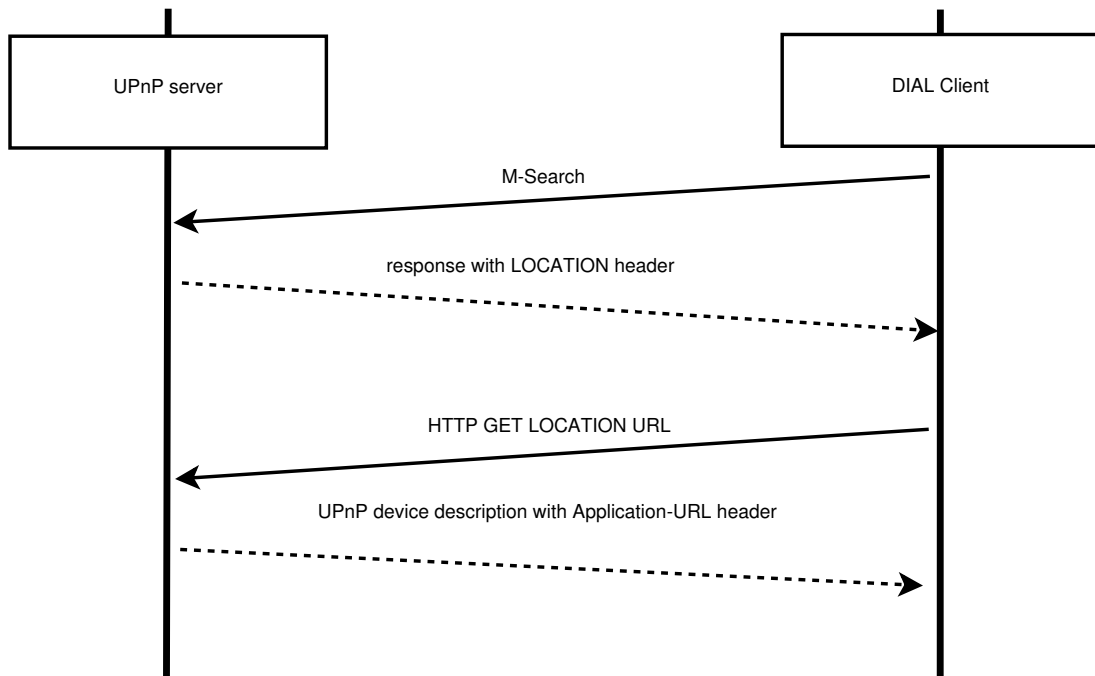 UPnP server
DIAL Client
M-Search
response with LOCATION header
HTTP GET LOCATION URL
UPnP device description with Application-URL header